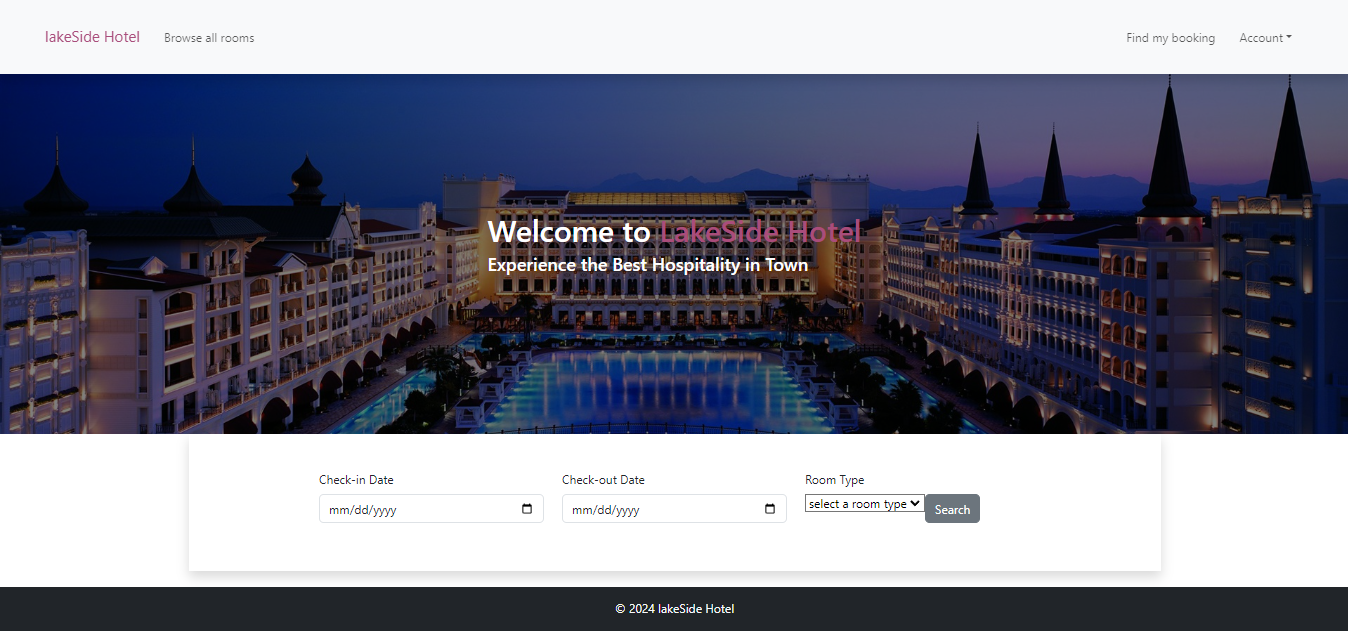 lakeSide Hotel Browse all rooms Find my booking Account
Welcome to LakeSide Hotel
Experience the Best Hospitality in Town
Check-in Date Check-out Date Room Type
mm/dd/yyyy mm/dd/yyyy select a room type Search
© 2024 lakeSide Hotel